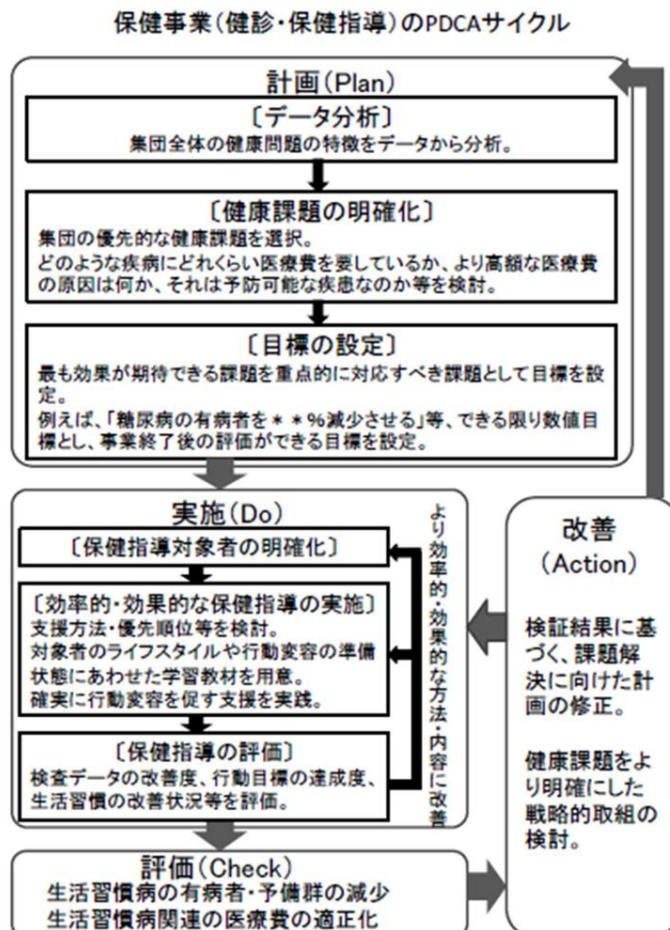 保健事業(健診・保健指導)のPDCAサイクル
計画(Plan)
〔データ分析〕
集団全体の健康問題の特徴をデータから分析。
〔健康課題の明確化〕
集団の優先的な健康課題を選択。
どのような疾病にどれくらい医療費を要しているか、より高額な医療費
の原因は何か、それは予防可能な疾患なのか等を検討。
〔目標の設定〕
最も効果が期待できる課題を重点的に対応すべき課題として目標を設
定。
例えば、「糖尿病の有病者を**%減少させる」等、できる限り数値目
標とし、事業終了後の評価ができる目標を設定。
実施(Do)
〔保健指導対象者の明確化〕
〔効率的・効果的な保健指導の実施〕
支援方法・優先順位等を検討。
対象者のライフスタイルや行動変容の準備
状態にあわせた学習教材を用意。
確実に行動変容を促す支援を実践。
〔保健指導の評価〕
検査データの改善度、行動目標の達成度、
生活習慣の改善状況等を評価。
より効率的・効果的な方法・内容に改善
評価(Check)
生活習慣病の有病者・予備群の減少
生活習慣病関連の医療費の適正化
改善
(Action)
検証結果に基
づく、課題解
決に向けた計
画の修正。
健康課題をよ
り明確にした
戦略的取組の
検討。